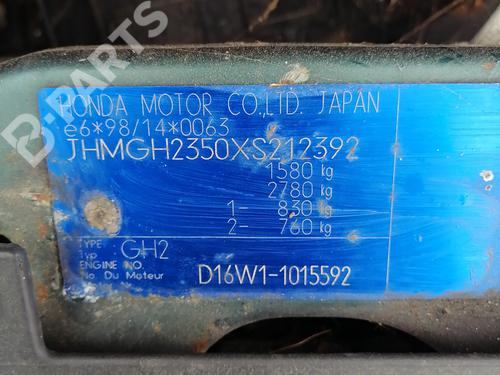 B-PARTS
HONDA MOTOR CO.,LTD. JAPAN
e6*98/14*0063
JHMGH2350XS212392
1580 kg
2780 kg
1- 830 kg
2- 760 kg
TYPE
Typ GH2
ENGINE NO.
No. Du Moteur D16W1-1015592